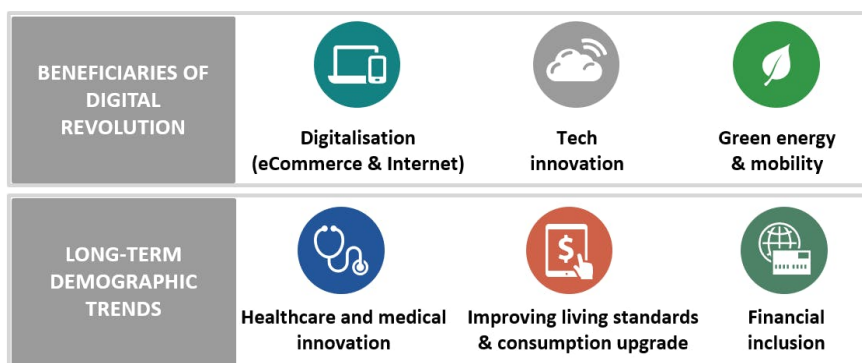 BENEFICIARIES OF
DIGITAL
REVOLUTION
Digitalisation
(eCommerce & Internet)
Tech
innovation
Green energy
& mobility
LONG-TERM
DEMOGRAPHIC
TRENDS
$
Healthcare and medical
innovation
Improving living standards
& consumption upgrade
Financial
inclusion